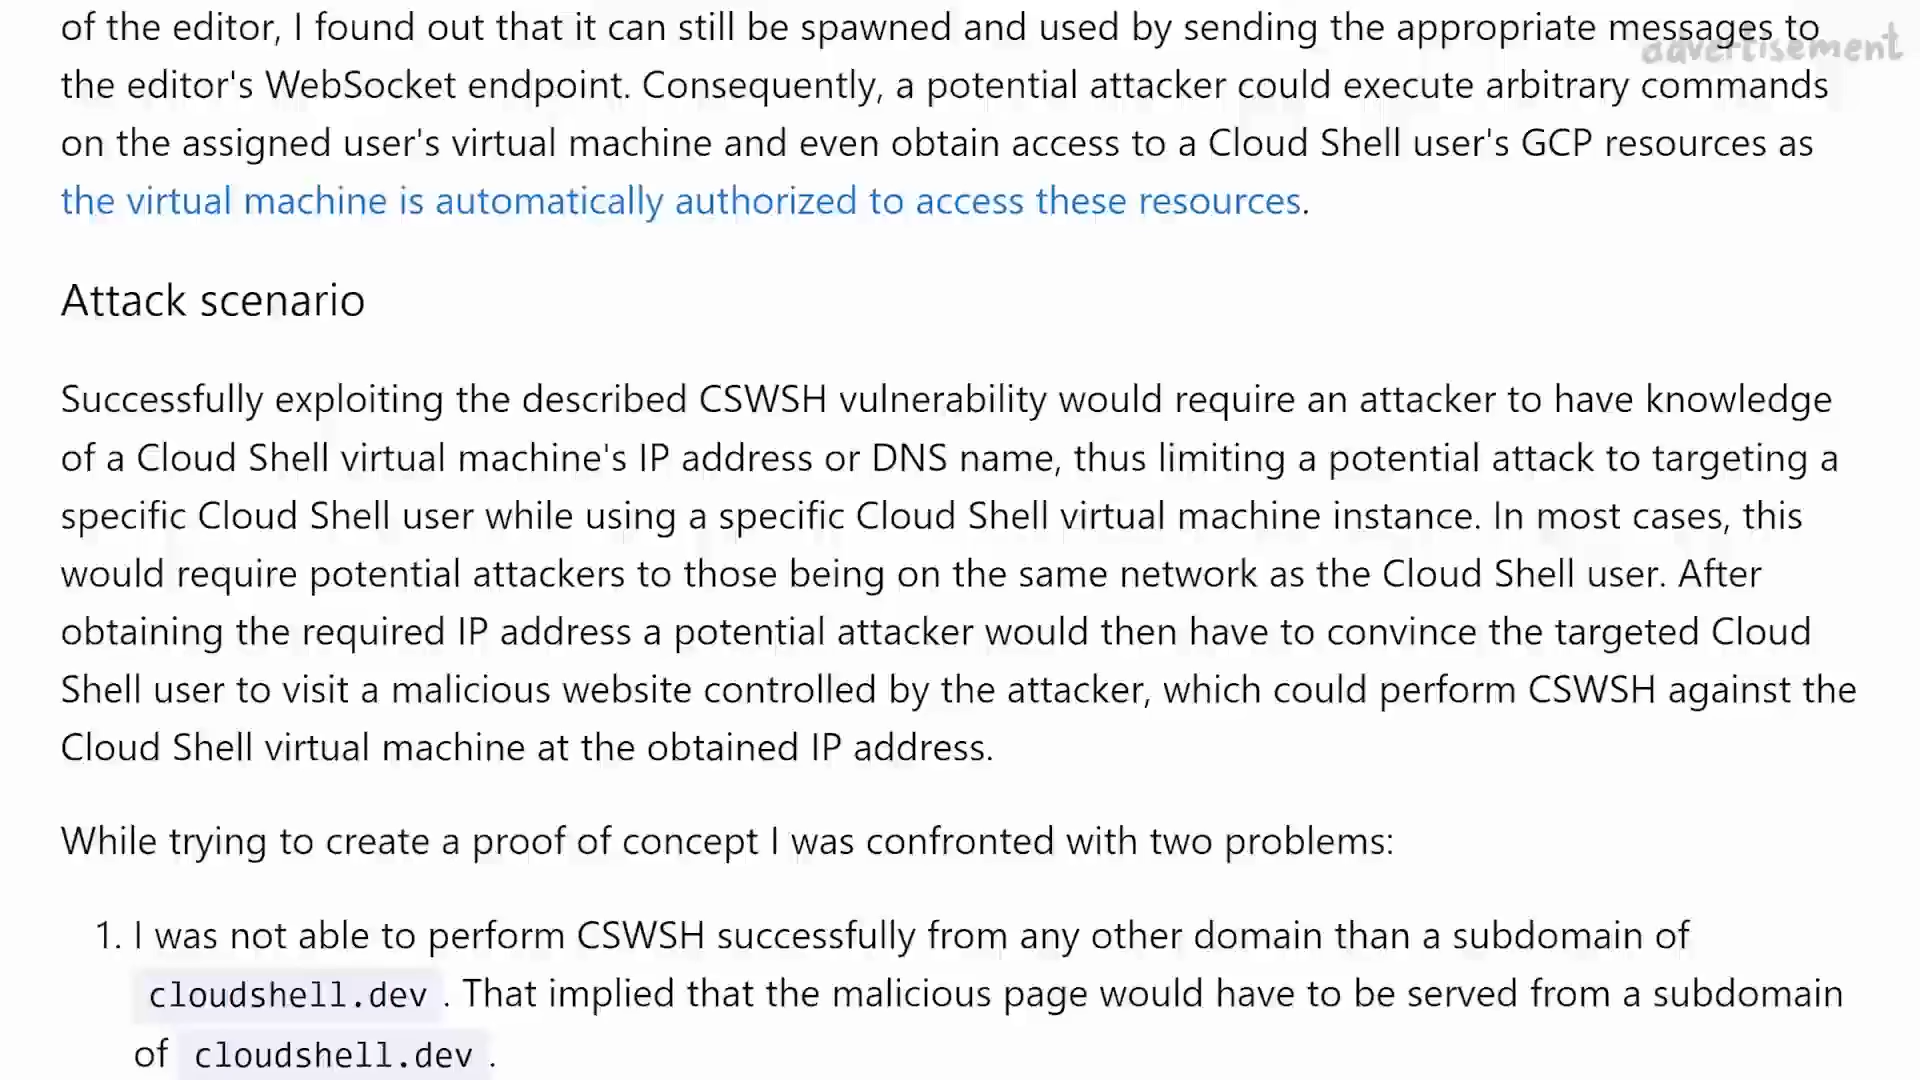 of the editor, I found out that it can still be spawned and used by sending the appropriate messages to
advertisement
the editor's WebSocket endpoint. Consequently, a potential attacker could execute arbitrary commands
on the assigned user's virtual machine and even obtain access to a Cloud Shell user's GCP resources as
the virtual machine is automatically authorized to access these resources.
Attack scenario
Successfully exploiting the described CSWSH vulnerability would require an attacker to have knowledge
of a Cloud Shell virtual machine's IP address or DNS name, thus limiting a potential attack to targeting a
specific Cloud Shell user while using a specific Cloud Shell virtual machine instance. In most cases, this
would require potential attackers to those being on the same network as the Cloud Shell user. After
obtaining the required IP address a potential attacker would then have to convince the targeted Cloud
Shell user to visit a malicious website controlled by the attacker, which could perform CSWSH against the
Cloud Shell virtual machine at the obtained IP address.
While trying to create a proof of concept I was confronted with two problems:
1. I was not able to perform CSWSH successfully from any other domain than a subdomain of
cloudshell.dev . That implied that the malicious page would have to be served from a subdomain
of cloudshell.dev .